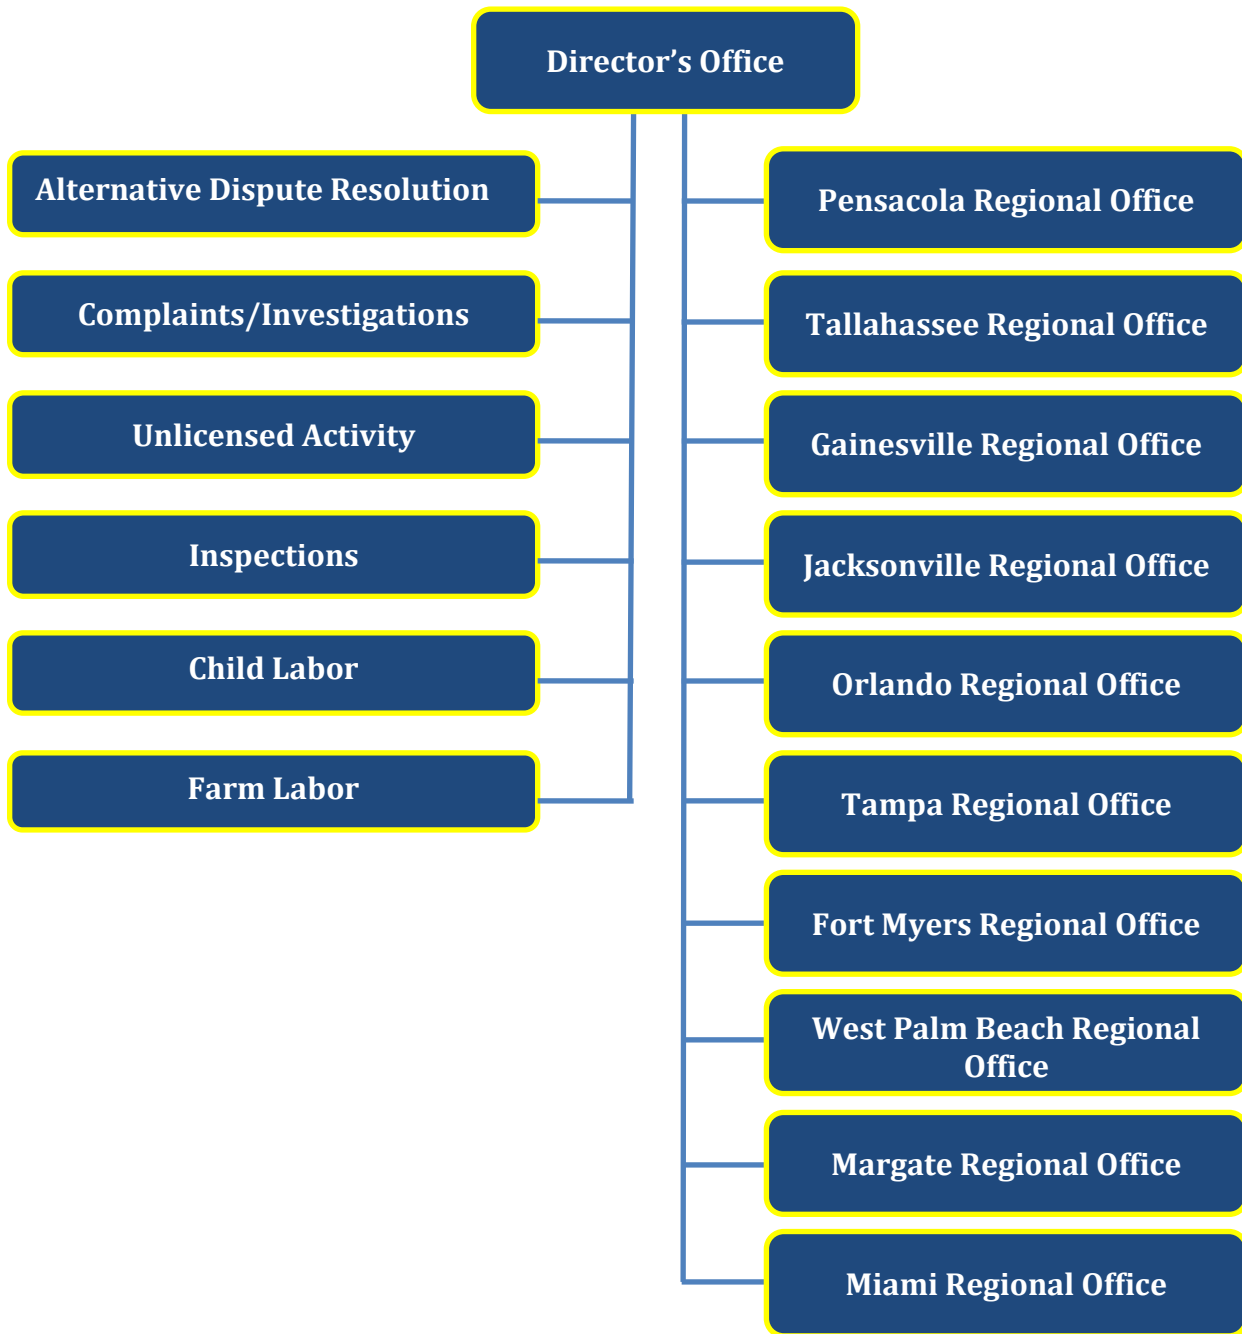 Director’s Office
Alternative Dispute Resolution
Complaints/Investigations
Unlicensed Activity
Inspections
Child Labor
Farm Labor
Pensacola Regional Office
Tallahassee Regional Office
Gainesville Regional Office
Jacksonville Regional Office
Orlando Regional Office
Tampa Regional Office
Fort Myers Regional Office
West Palm Beach Regional
Office
Margate Regional Office
Miami Regional Office